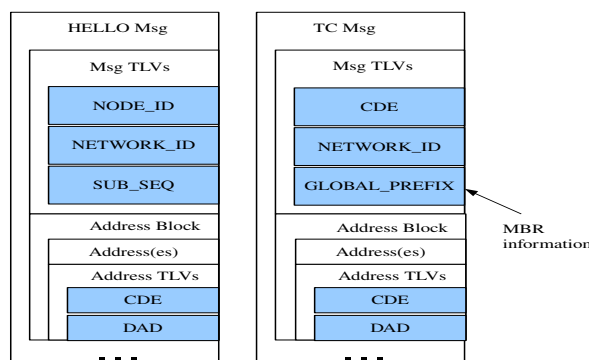 HELLO Msg
Msg TLVs
NODE_ID
NETWORK_ID
SUB_SEQ
Address Block
Address(es)
Address TLVs
CDE
DAD
TC Msg
Msg TLVs
CDE
NETWORK_ID
GLOBAL_PREFIX
Address Block
Address(es)
Address TLVs
CDE
DAD
MBR
information